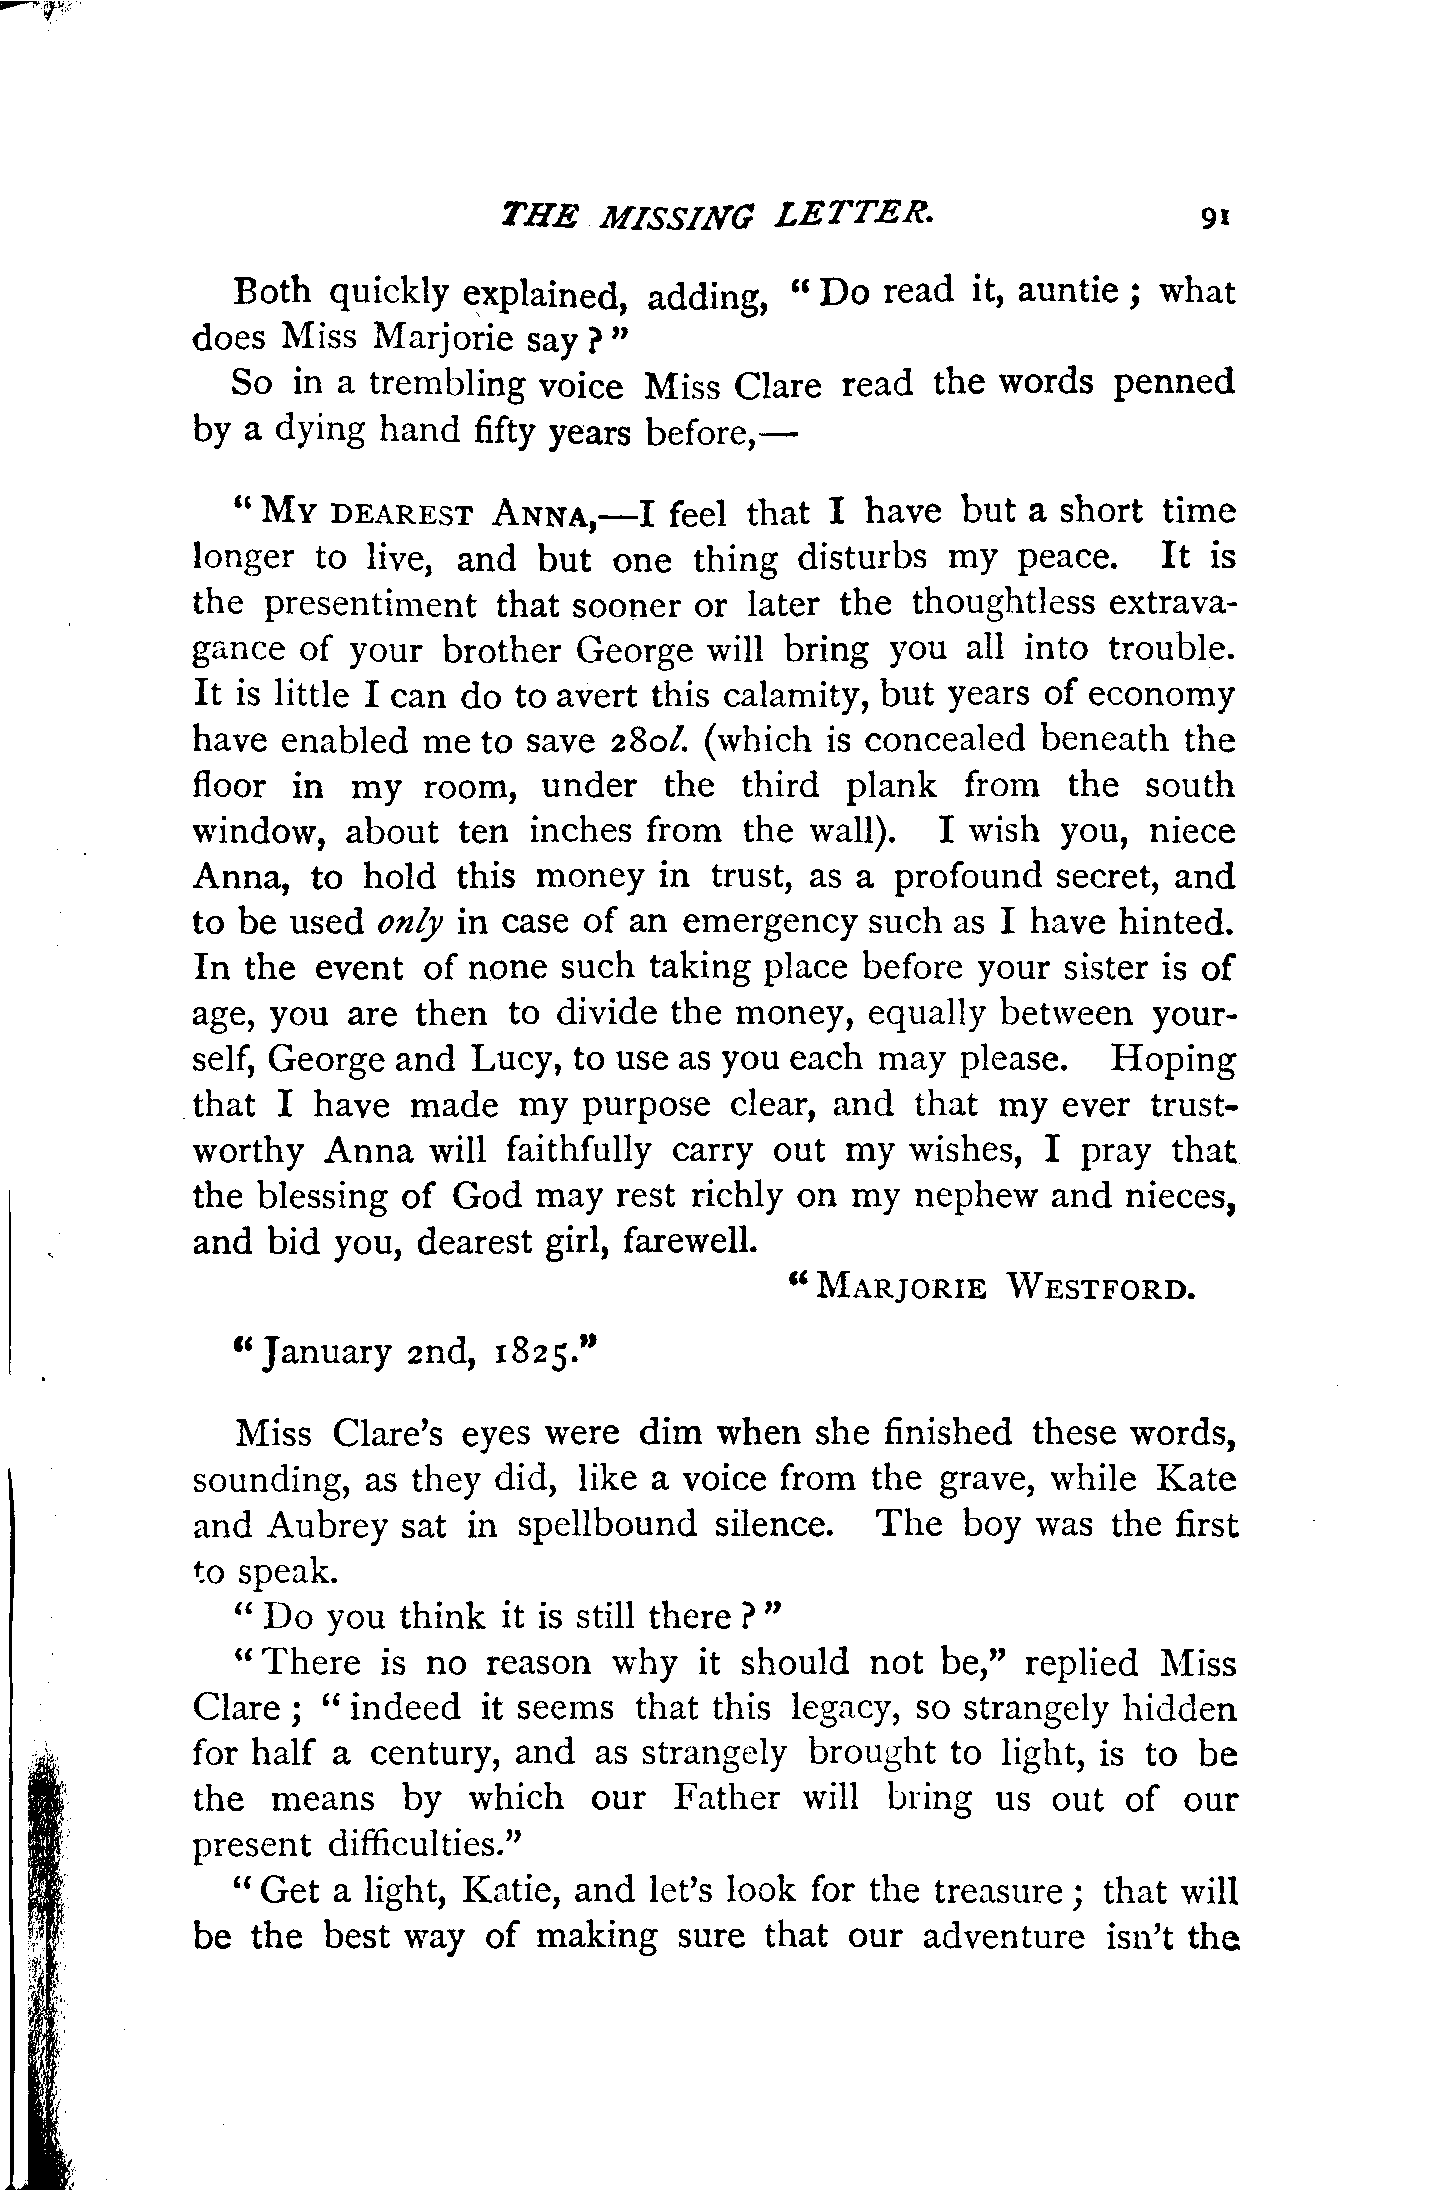 THE MISSING LETTER. 91
Both quickly explained, adding, “ Do read it, auntie ; what
does Miss Marjorie say ? ”
So in a trembling voice Miss Clare read the words penned
by a dying hand fifty years before,—
“ MY DEAREST ANNA,—I feel that I have but a short time
longer to live, and but one thing disturbs my peace. It is
the presentiment that sooner or later the thoughtless extrava-
gance of your brother George will bring you all into trouble.
It is little I can do to avert this calamity, but years of economy
have enabled me to save 280l. (which is concealed beneath the
floor in my room, under the third plank from the south
window, about ten inches from the wall). I wish you, niece
Anna, to hold this money in trust, as a profound secret, and
to be used only in case of an emergency such as I have hinted.
In the event of none such taking place before your sister is of
age, you are then to divide the money, equally between your-
self, George and Lucy, to use as you each may please. Hoping
that I have made my purpose clear, and that my ever trust-
worthy Anna will faithfully carry out my wishes, I pray that
the blessing of God may rest richly on my nephew and nieces,
and bid you, dearest girl, farewell.
“ MARJORIE WESTFORD.
“ January 2nd, 1825.”
Miss Clare’s eyes were dim when she finished these words,
sounding, as they did, like a voice from the grave, while Kate
and Aubrey sat in spellbound silence. The boy was the first
to speak.
“ Do you think it is still there ? ”
“ There is no reason why it should not be,” replied Miss
Clare ; “ indeed it seems that this legacy, so strangely hidden
for half a century, and as strangely brought to light, is to be
the means by which our Father will bring us out of our
present difficulties.”
“ Get a light, Katie, and let’s look for the treasure ; that will
be the best way of making sure that our adventure isn’t the